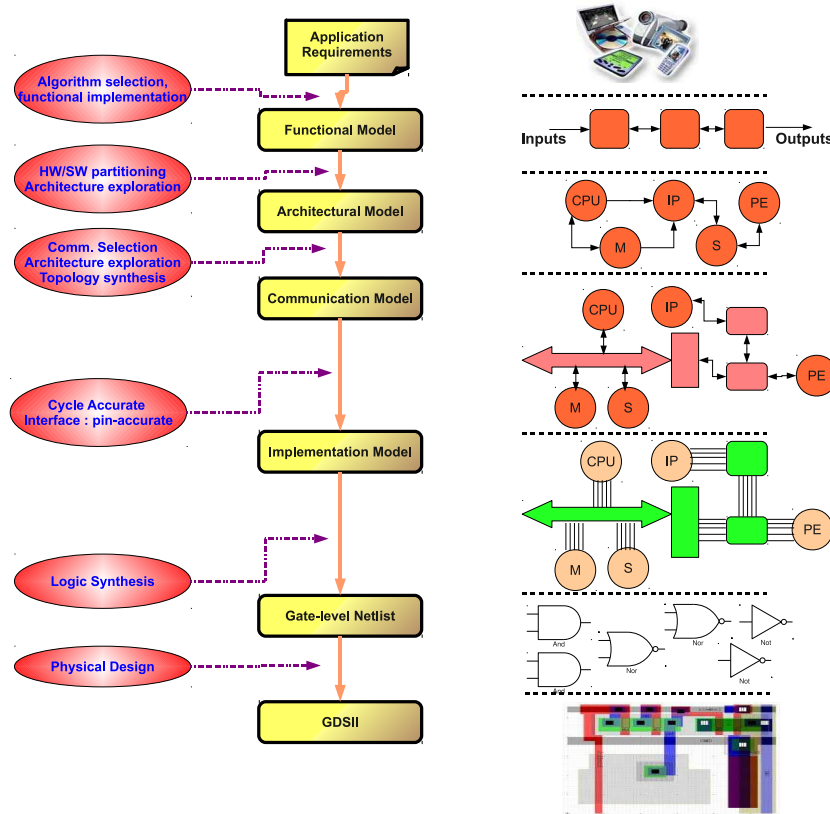 Application
Requirements
Algorithm selection,
functional implementation
Functional Model
Inputs
Outputs
HW/SW partitioning
Architecture exploration
Architectural Model
CPU
IP
PE
M
S
Comm. Selection
Architecture exploration
Topology synthesis
Communication Model
CPU
IP
PE
M
S
Cycle Accurate
Interface : pin-accurate
Implementation Model
CPU
IP
PE
M
S
Logic Synthesis
Gate-level Netlist
And
Nor
Not
And
Nor
Not
Physical Design
GDSII